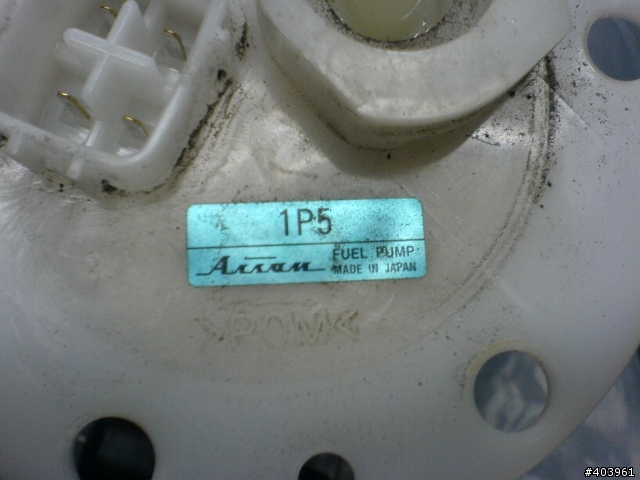 1P5
Aisan FUEL PUMP
MADE IN JAPAN
>POM<
#403961